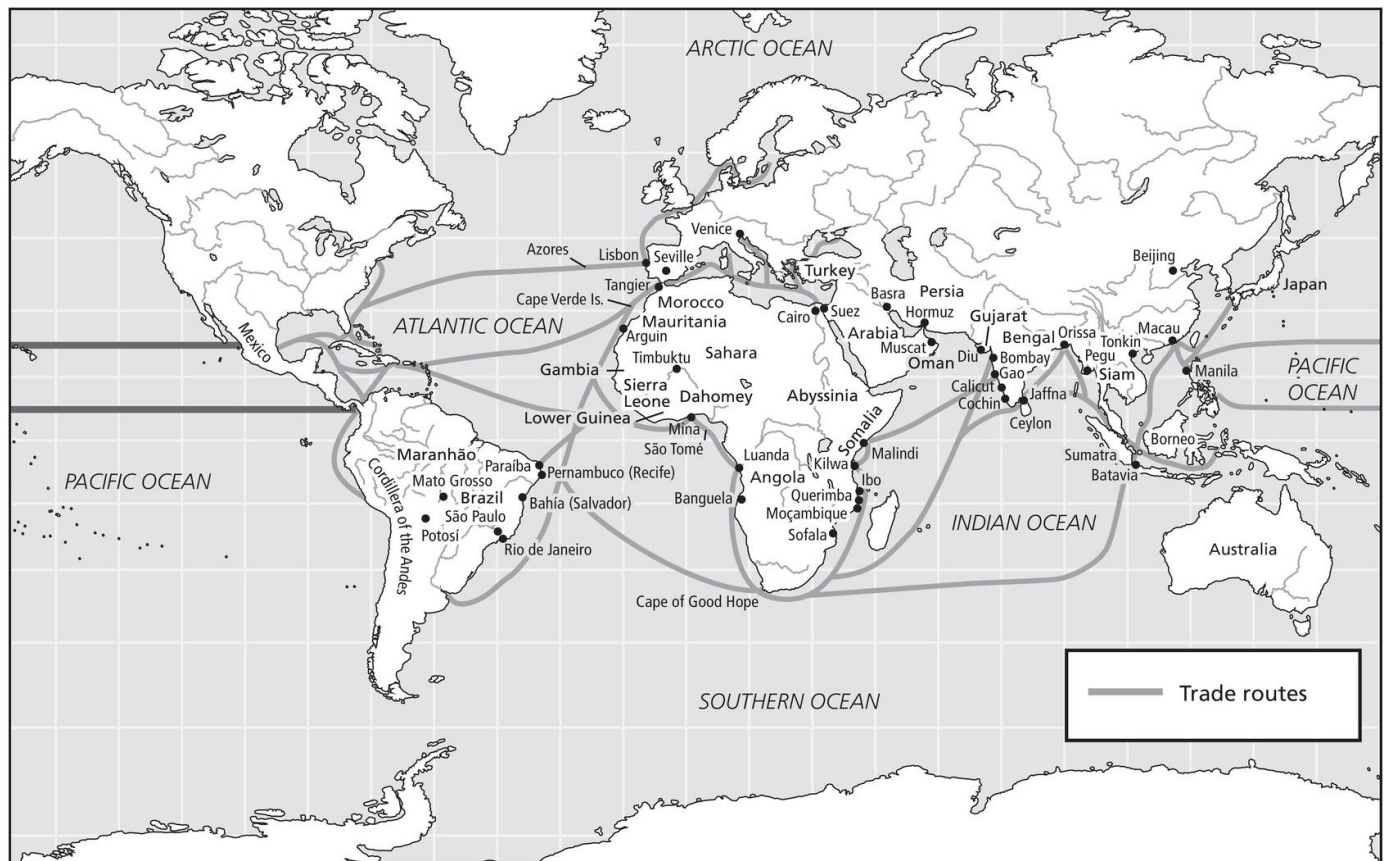 ARCTIC OCEAN
Venice
Azores
Lisbon
Seville
Turkey
Beijing
Tangier
Japan
Cape Verde Is.
Morocco
Basra
Persia
ATLANTIC OCEAN
Mauritania
Cairo
Suez
Hormuz
Gujarat
Mexico
Arguin
Arabia
Bengal
Orissa
Macau
Tonkin
Muscat
Diu
Bombay
Pegu
PACIFIC
OCEAN
Timbuktu
Sahara
Oman
Gao
Siam
Manila
Gambia
Sierra
Leone
Dahomey
Abyssinia
Calicut
Cochin
Jaffna
Ceylon
Lower Guinea
Mina
Somalia
São Tomé
Borneo
Maranhão
Luanda
Malindi
Sumatra
Paraíba
Pernambuco (Recife)
Kilwa
Batavia
PACIFIC OCEAN
Mato Grosso
Angola
Ibo
Cordillera of the Andes
Brazil
Bahía (Salvador)
Banguela
Querimba
São Paulo
Moçambique
INDIAN OCEAN
Potosí
Sofala
Rio de Janeiro
Australia
Cape of Good Hope
SOUTHERN OCEAN
Trade routes